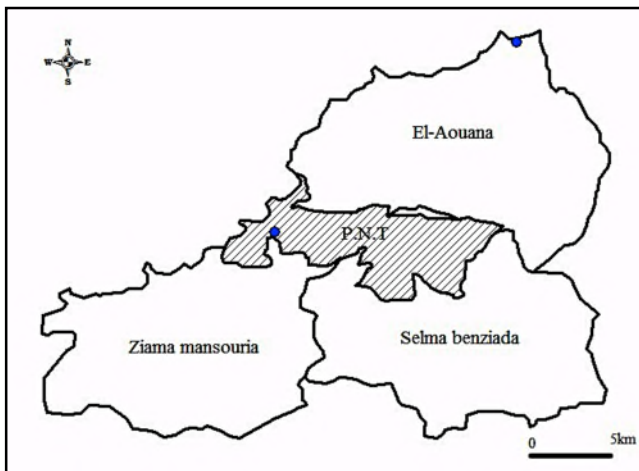 N
W E
S
El-Aouana
P.N.T
Ziama mansouria
Selma benziada
0 5km